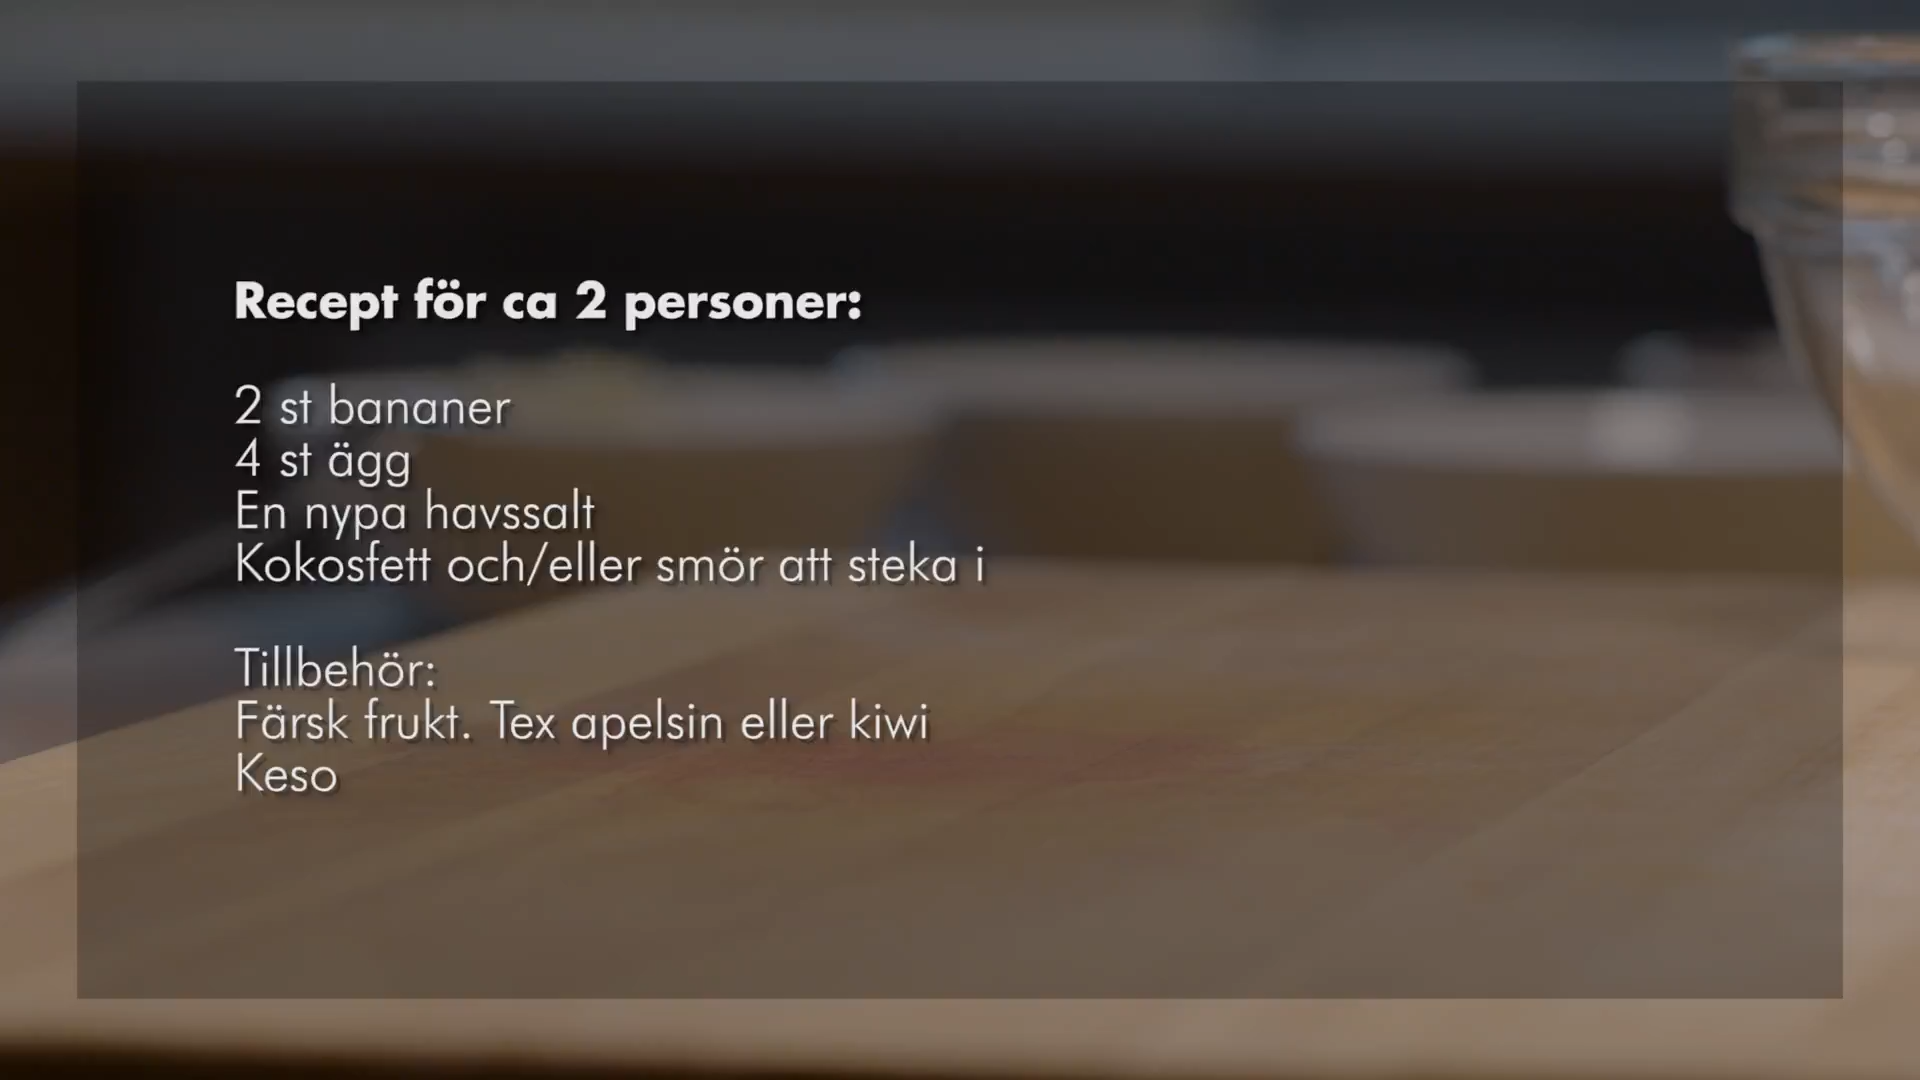 Recept för ca 2 personer:
2 st bananer
4 st ägg
En nypa havssalt
Kokosfett och/eller smör att steka i
Tillbehör:
Färsk frukt. Tex apelsin eller kiwi
Keso